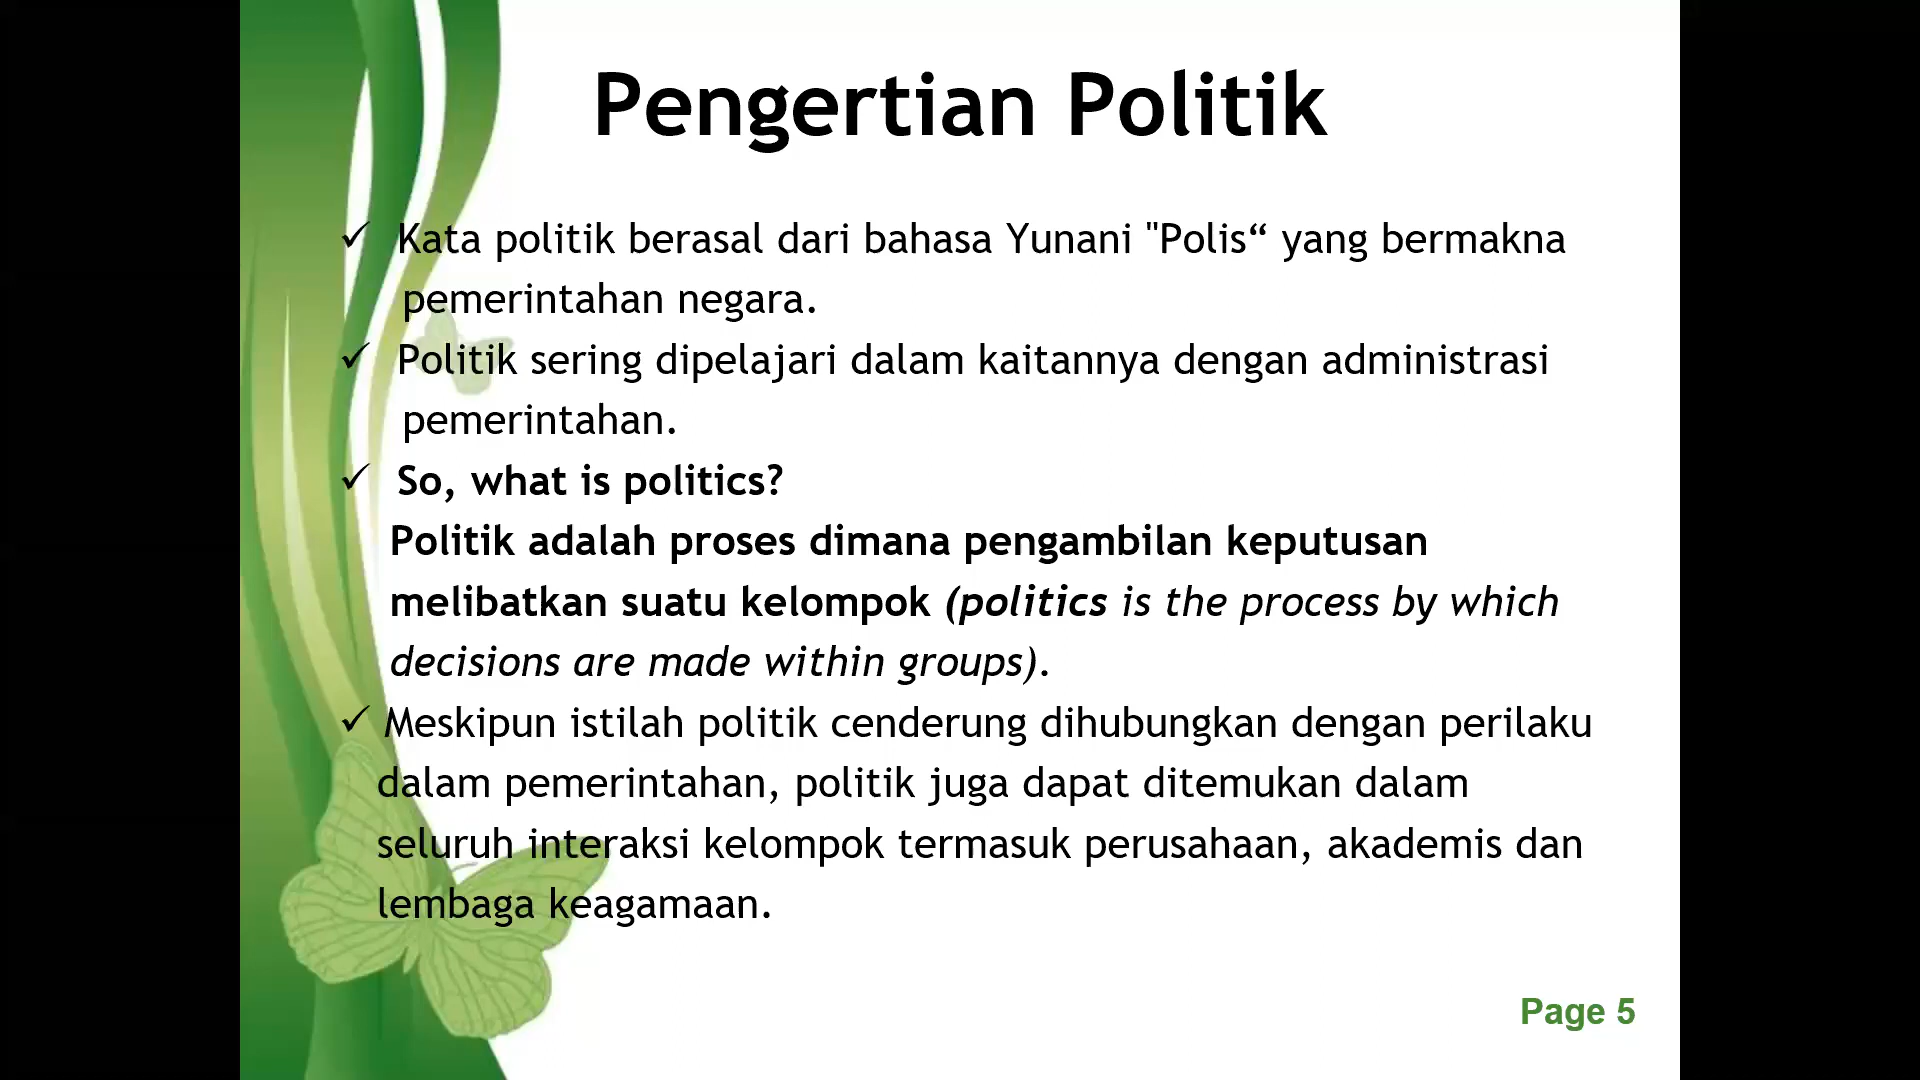 Pengertian Politik
✓ Kata politik berasal dari bahasa Yunani "Polis“ yang bermakna
pemerintahan negara.
✓ Politik sering dipelajari dalam kaitannya dengan administrasi
pemerintahan.
✓ So, what is politics?
Politik adalah proses dimana pengambilan keputusan
melibatkan suatu kelompok (politics is the process by which
decisions are made within groups).
✓ Meskipun istilah politik cenderung dihubungkan dengan perilaku
dalam pemerintahan, politik juga dapat ditemukan dalam
seluruh interaksi kelompok termasuk perusahaan, akademis dan
lembaga keagamaan.
Page 5